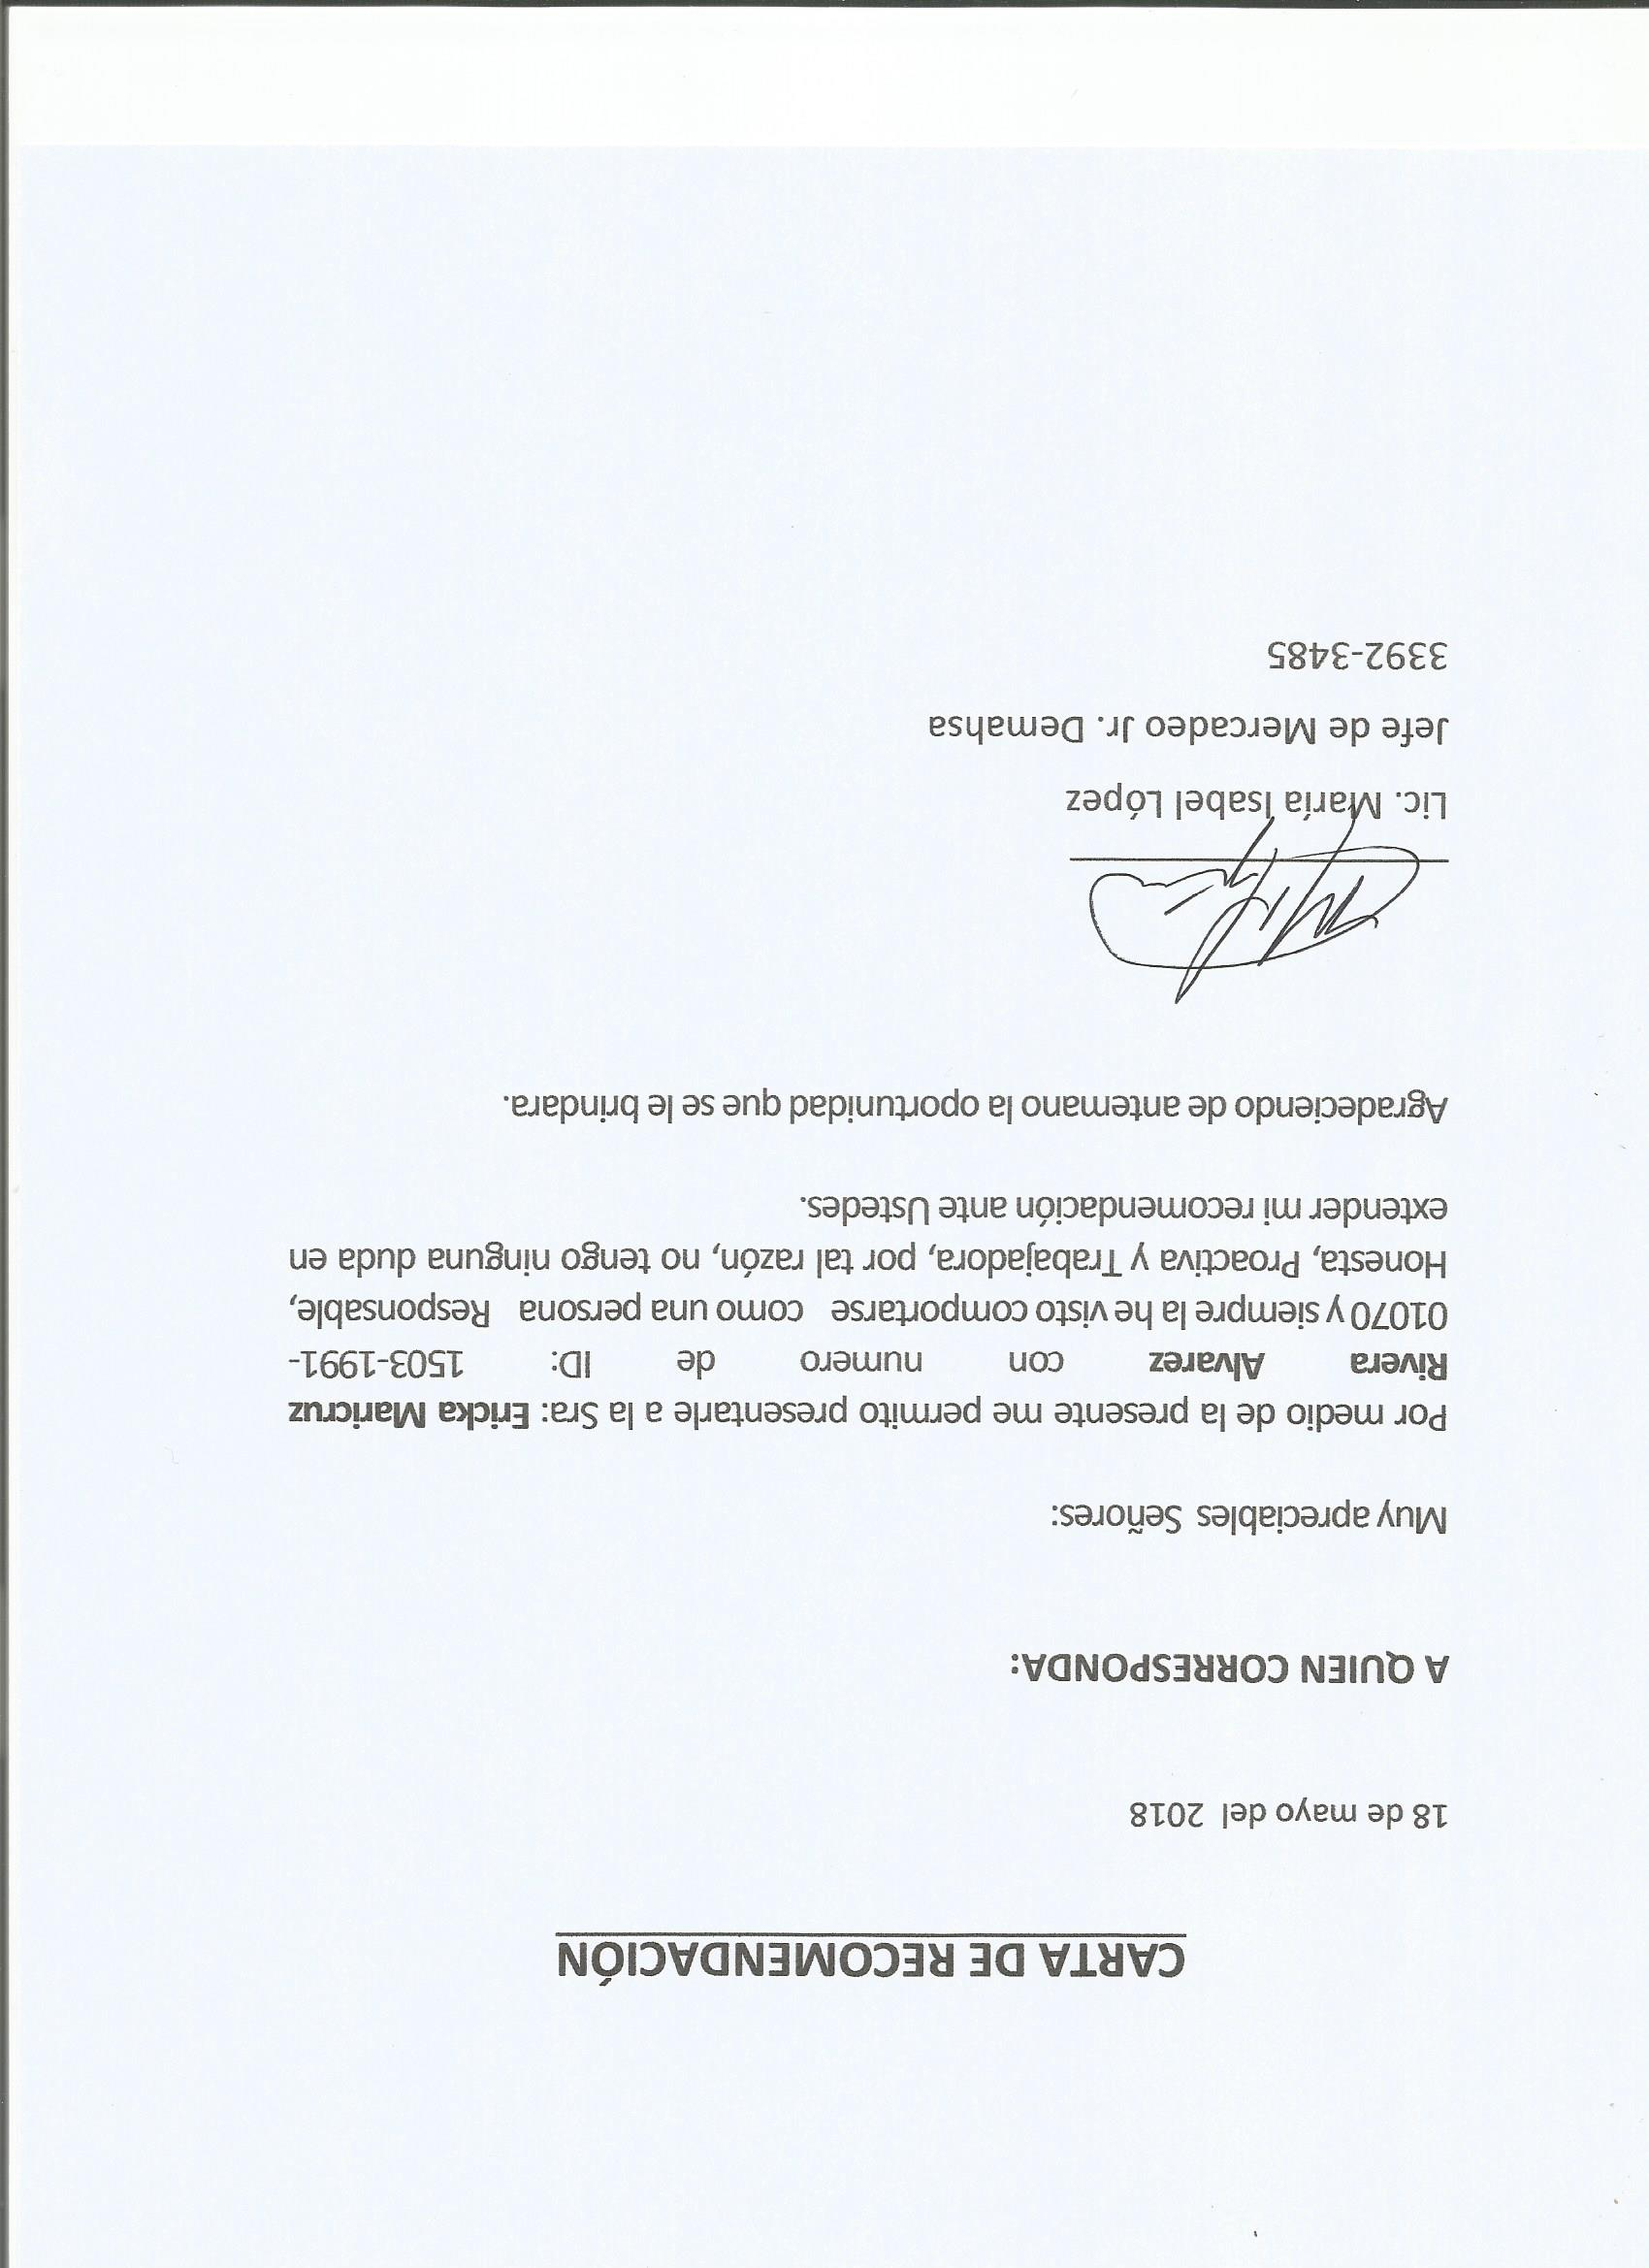 CARTA DE RECOMENDACIÓN
18 de mayo del 2018
A QUIEN CORRESPONDA:
Muy apreciables Señores:
Por medio de la presente me permito presentarle a la Sra: Ericka Maricruz
Rivera Alvarez con numero de ID: 1503-1991-
01070 y siempre la he visto comportarse como una persona Responsable,
Honesta, Proactiva y Trabajadora, por tal razón, no tengo ninguna duda en
extender mi recomendación ante Ustedes.
Agradeciendo de antemano la oportunidad que se le brindara.
Lic. María Isabel López
Jefe de Mercadeo Jr. Demahsa
3392-3485